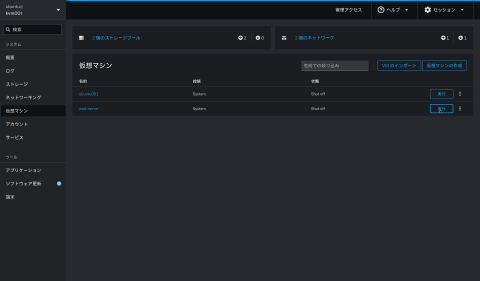 ubuntu@
kvm001
検索
システム
概要
ログ
ストレージ
ネットワーキング
仮想マシン
アカウント
サービス
ツール
アプリケーション
ソフトウェア更新
端末
管理アクセス
ヘルプ
セッション
2 個のストレージプール
2
0
2 個のネットワーク
1
1
仮想マシン
名前での絞り込み
VM のインポート
仮想マシンの作成
名前
接続
状態
System
Shut off
実行
web-server
System
Shut off
実行